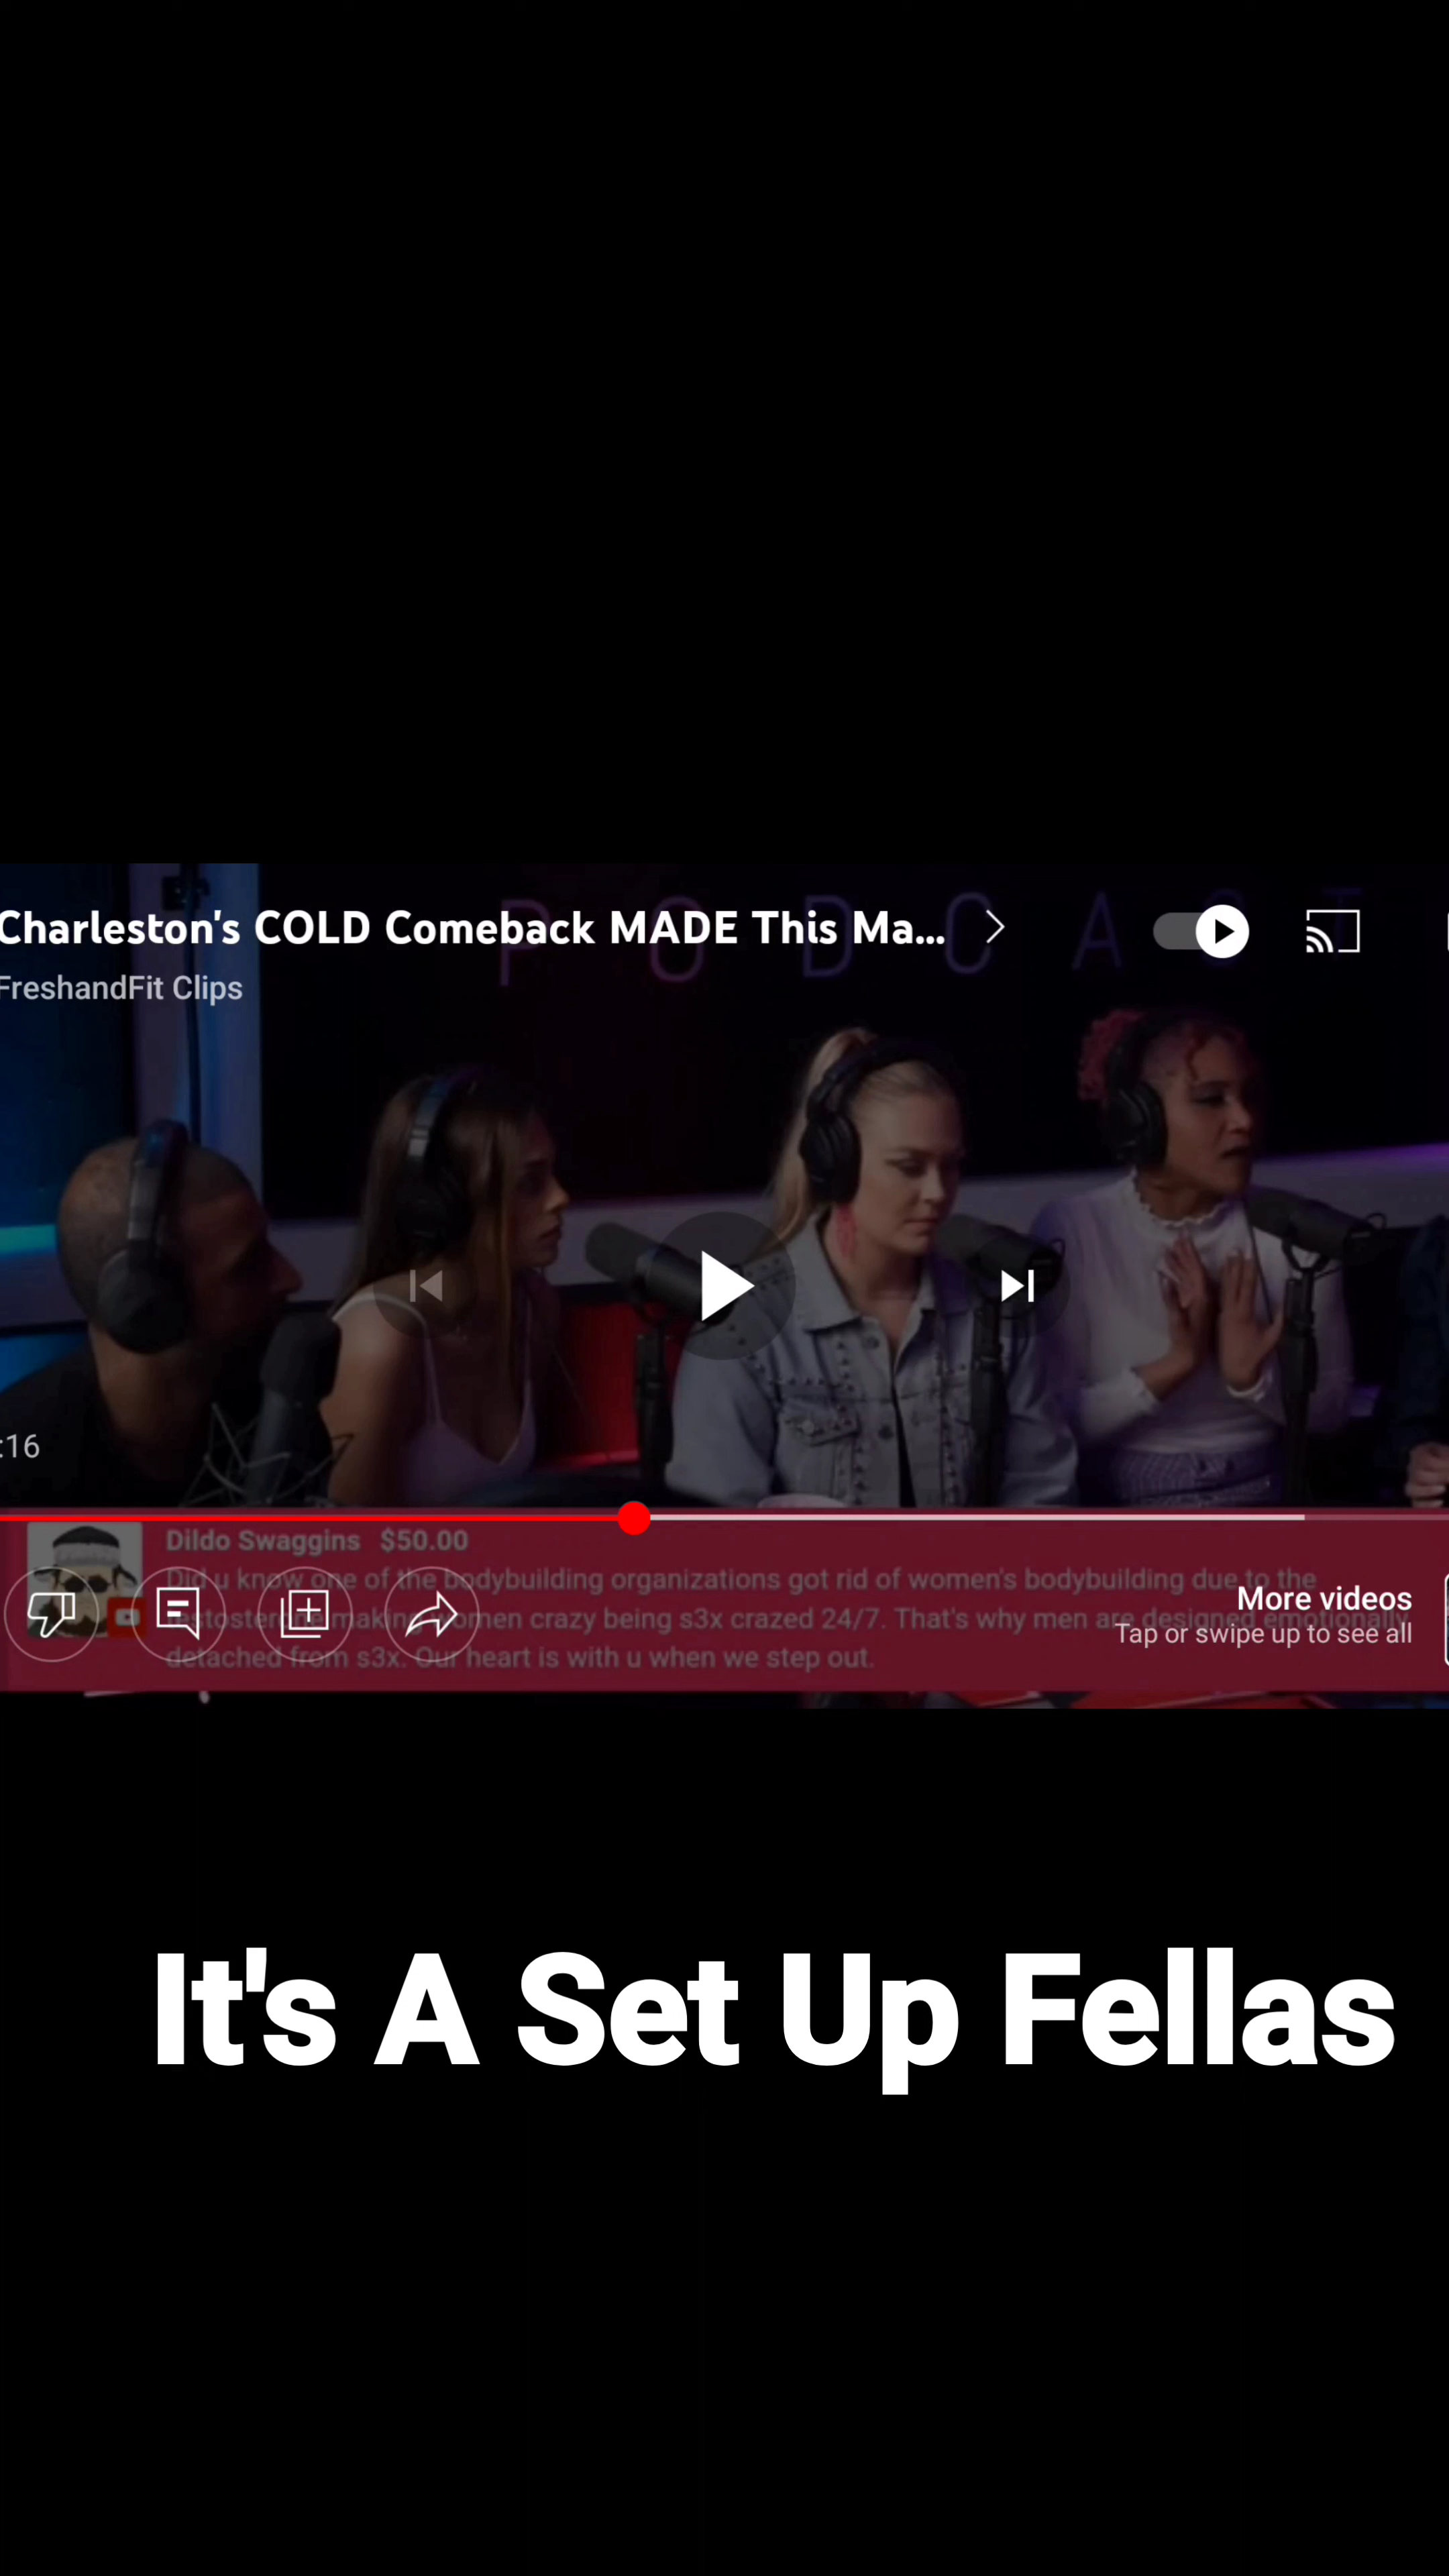 PODCAST
Charleston's COLD Comeback MADE This Ma...
FreshandFit Clips
:16
Dildo Swaggins $50.00
Did u know one of the bodybuilding organizations got rid of women's bodybuilding due to the
making women crazy being s3x crazed 24/7. That's why men are designed emotionally
detached from s3x. Our heart is with u when we step out.
More videos
Tap or swipe up to see all
It's A Set Up Fellas